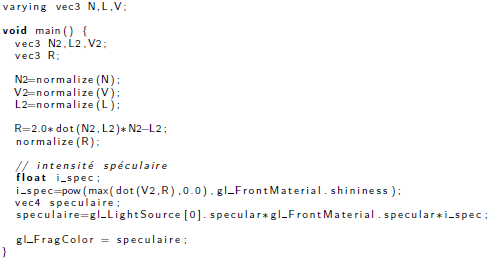 varying vec3 N,L,V;
void main() {
vec3 N2,L2,V2;
vec3 R;
N2=normalize(N);
V2=normalize(V);
L2=normalize(L);
R=2.0*dot(N2,L2)*N2-L2;
normalize(R);
// intensité spéculaire
float i_spec;
i_spec=pow(max(dot(V2,R),0.0),gl_FrontMaterial.shininess);
vec4 speculaire;
speculaire=gl_LightSource[0].specular*gl_FrontMaterial.specular*i_spec;
gl_FragColor = speculaire;
}